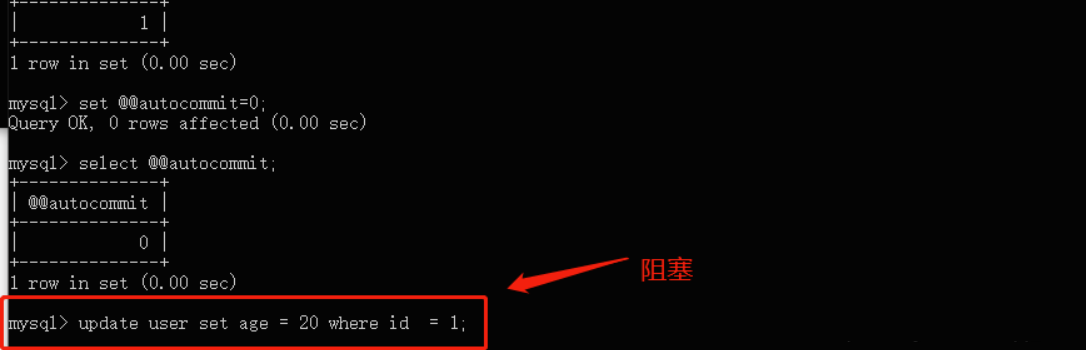 +--------------+
|            1 |
+--------------+
1 row in set (0.00 sec)
mysql> set @@autocommit=0;
Query OK, 0 rows affected (0.00 sec)
mysql> select @@autocommit;
+--------------+
| @@autocommit |
+--------------+
|            0 |
+--------------+
1 row in set (0.00 sec)
阻塞
mysql> update user set age = 20 where id  = 1;